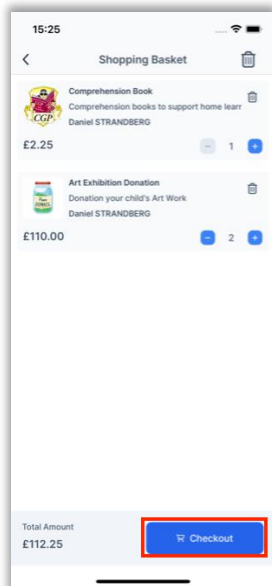 15:25
Shopping Basket
Comprehension Book
Comprehension books to support home learr
CGP
Daniel STRANDBERG
£2.25
1
Art Exhibition Donation
Donation your child's Art Work
Daniel STRANDBERG
£110.00
2
Total Amount
£112.25
Checkout